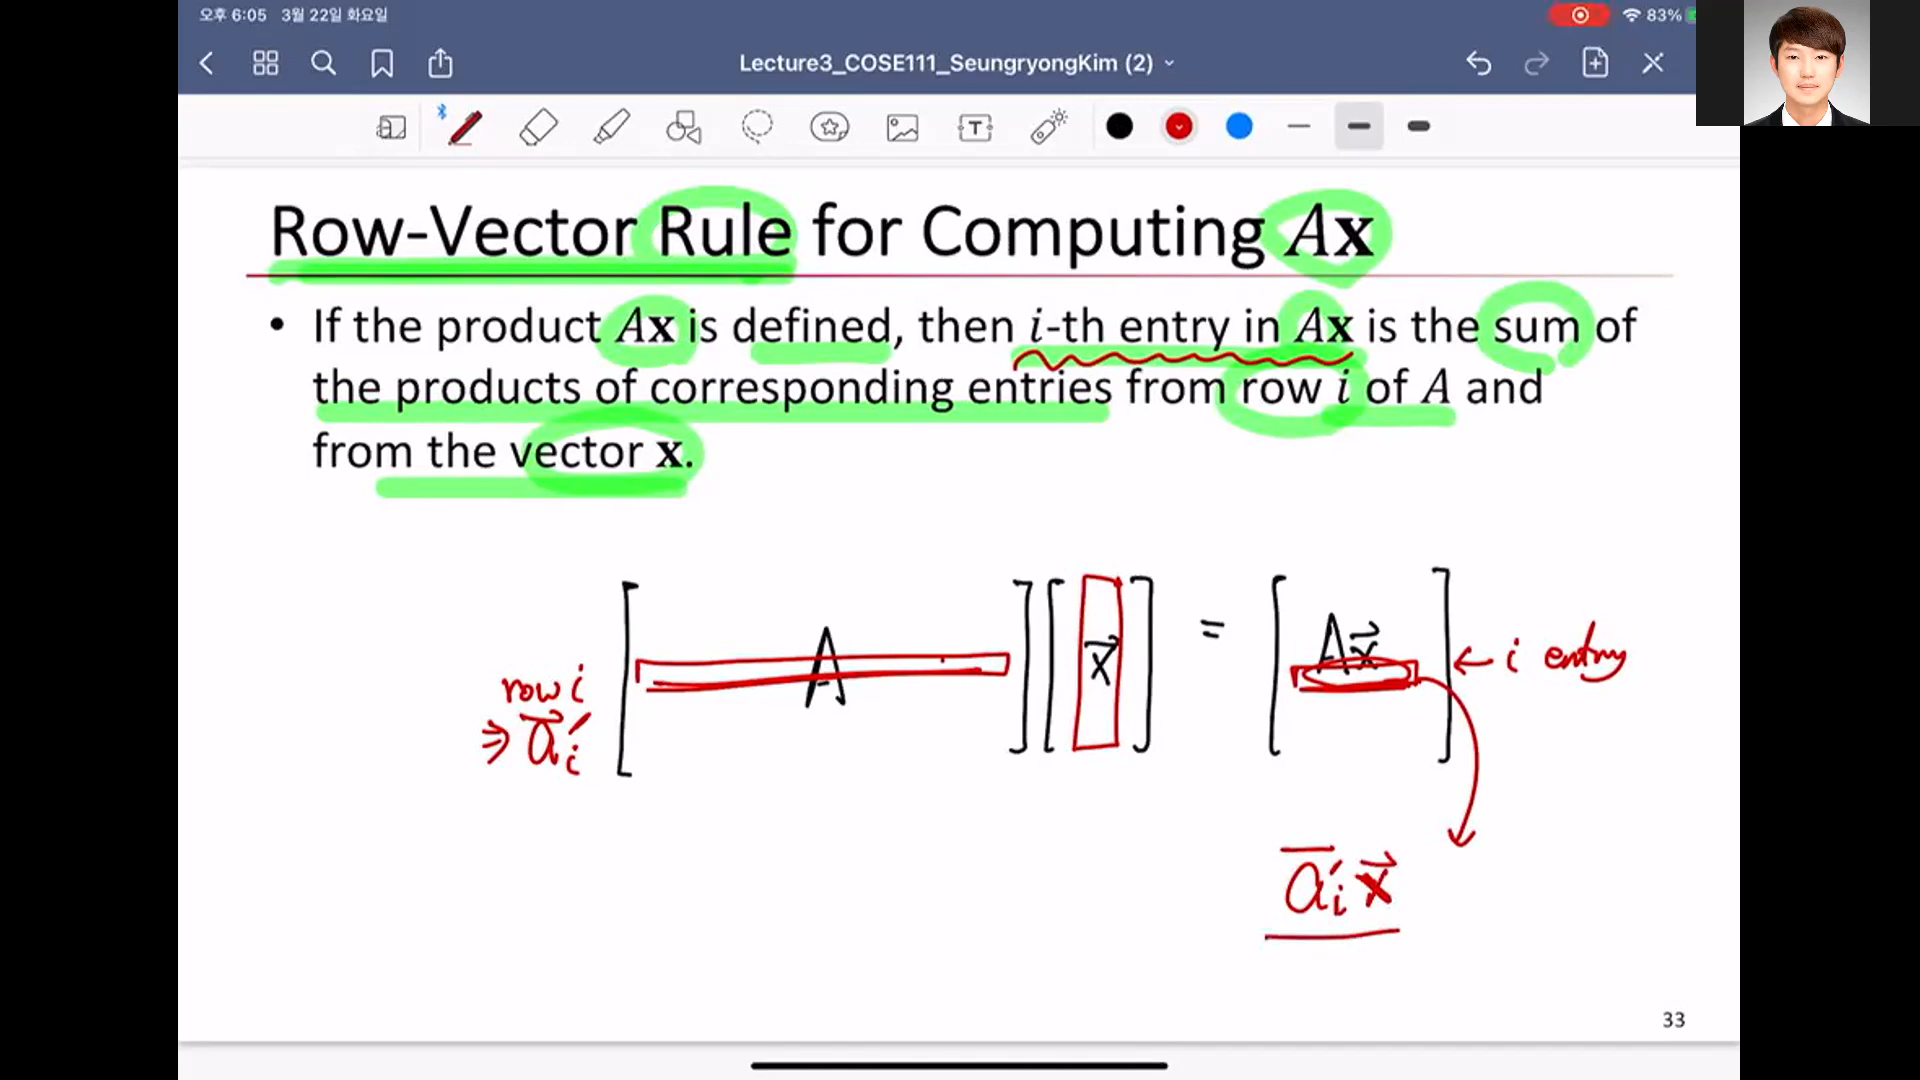 오후 6:05 3월 22일 화요일
83%
Lecture3_COSE111_SeungryongKim (2)
T
Row-Vector Rule for Computing Ax
• If the product Ax is defined, then i-th entry in Ax is the sum of
the products of corresponding entries from row i of A and
from the vector x.
[ A ] [ x⃗ ] = [ Ax⃗ ] ← i entry
row i
⇒ a⃗'ᵢ
a̅'ᵢ x⃗
33